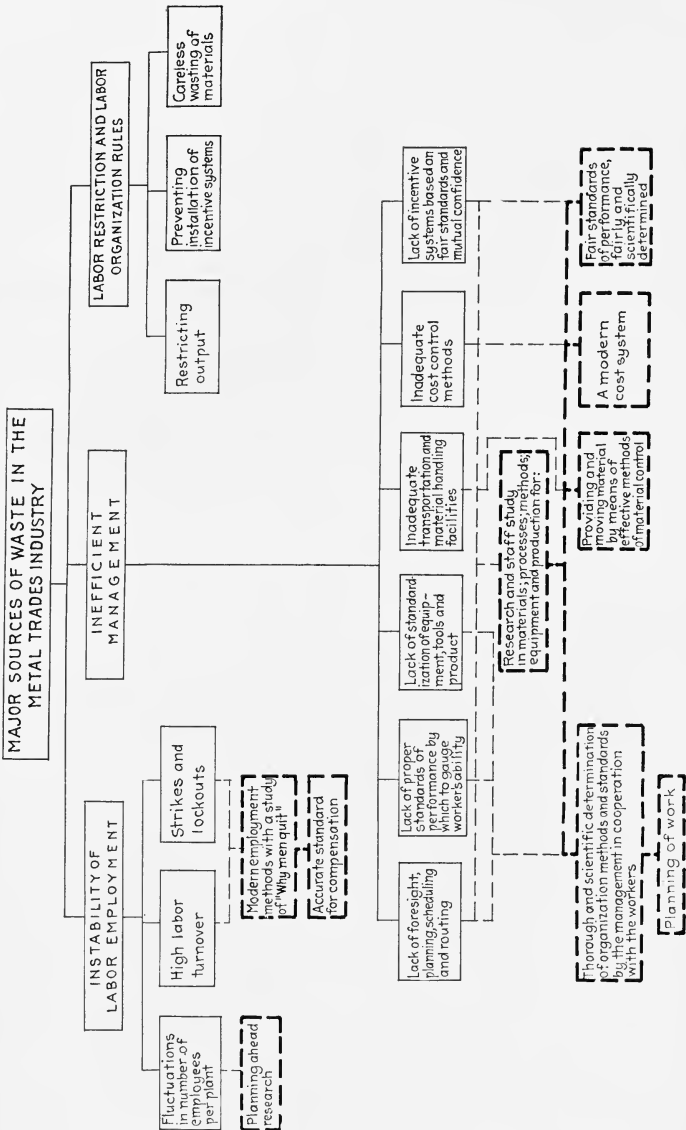 MAJOR SOURCES OF WASTE IN THE
METAL TRADES INDUSTRY
INSTABILITY OF
LABOR EMPLOYMENT
INEFFICIENT
MANAGEMENT
LABOR RESTRICTION AND LABOR
ORGANIZATION RULES
Fluctuations
in number of
employees
per plant
High labor
turnover
Strikes and
lockouts
Restricting
output
Preventing
installation of
incentive systems
Careless
wasting of
materials
Planning ahead
research
Modern employment
methods with a study
of "Why men quit"
Accurate standard
for compensation
Lack of foresight,
planning, scheduling
and routing
Lack of proper
standards of
performance by
which to gauge
workers ability
Lack of standard-
ization of equip-
ment, tools and
product
Inadequate
transportation and
material handling
facilities
Inadequate
cost control
methods
Lack of incentive
systems based on
fair standards and
mutual confidence
Research and staff study
in materials; processes; methods;
equipment and production for:
Thorough and scientific determination
of organization methods and standards
by the management in cooperation
with the workers
Planning of work
Providing and
moving material
by means of
effective methods
of material control
A modern
cost system
Fair standards
of performance,
fairly and
scientifically
determined